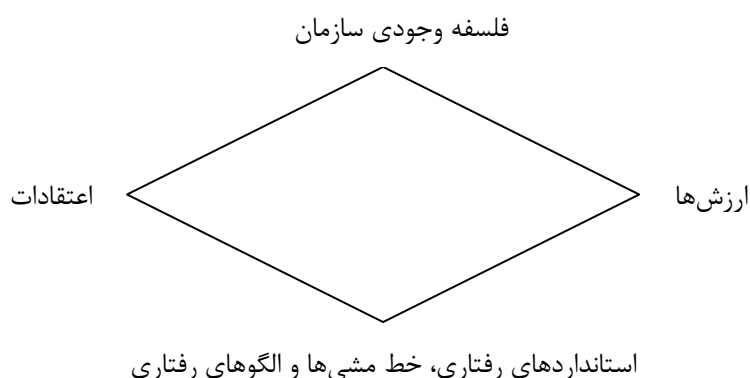 فلسفه وجودی سازمان
ارزش‌ها
اعتقادات
استانداردهای رفتاری، خط مشی‌ها و الگوهای رفتاری